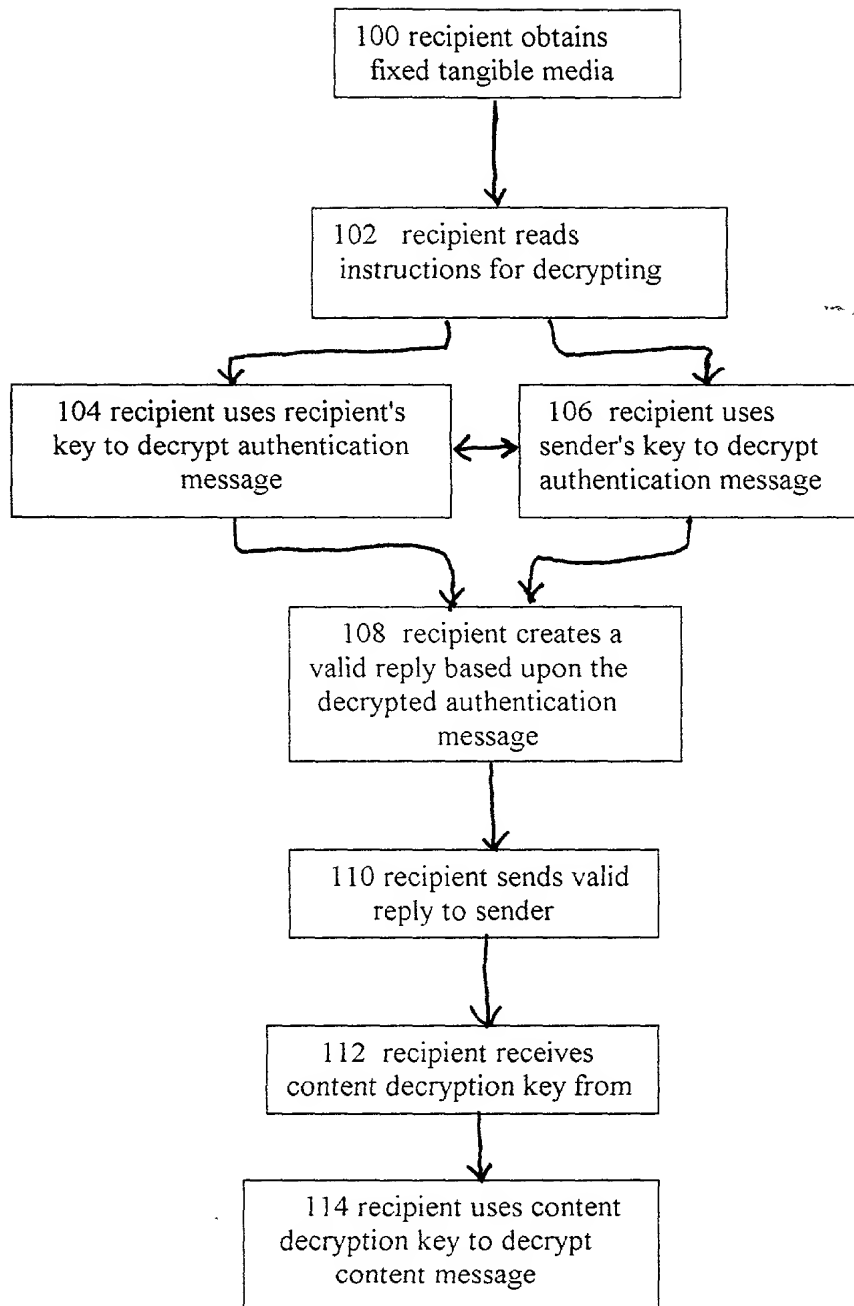 100 recipient obtains
fixed tangible media
102 recipient reads
instructions for decrypting
104 recipient uses recipient's
key to decrypt authentication
message
106 recipient uses
sender's key to decrypt
authentication message
108 recipient creates a
valid reply based upon the
decrypted authentication
message
110 recipient sends valid
reply to sender
112 recipient receives
content decryption key from
114 recipient uses content
decryption key to decrypt
content message